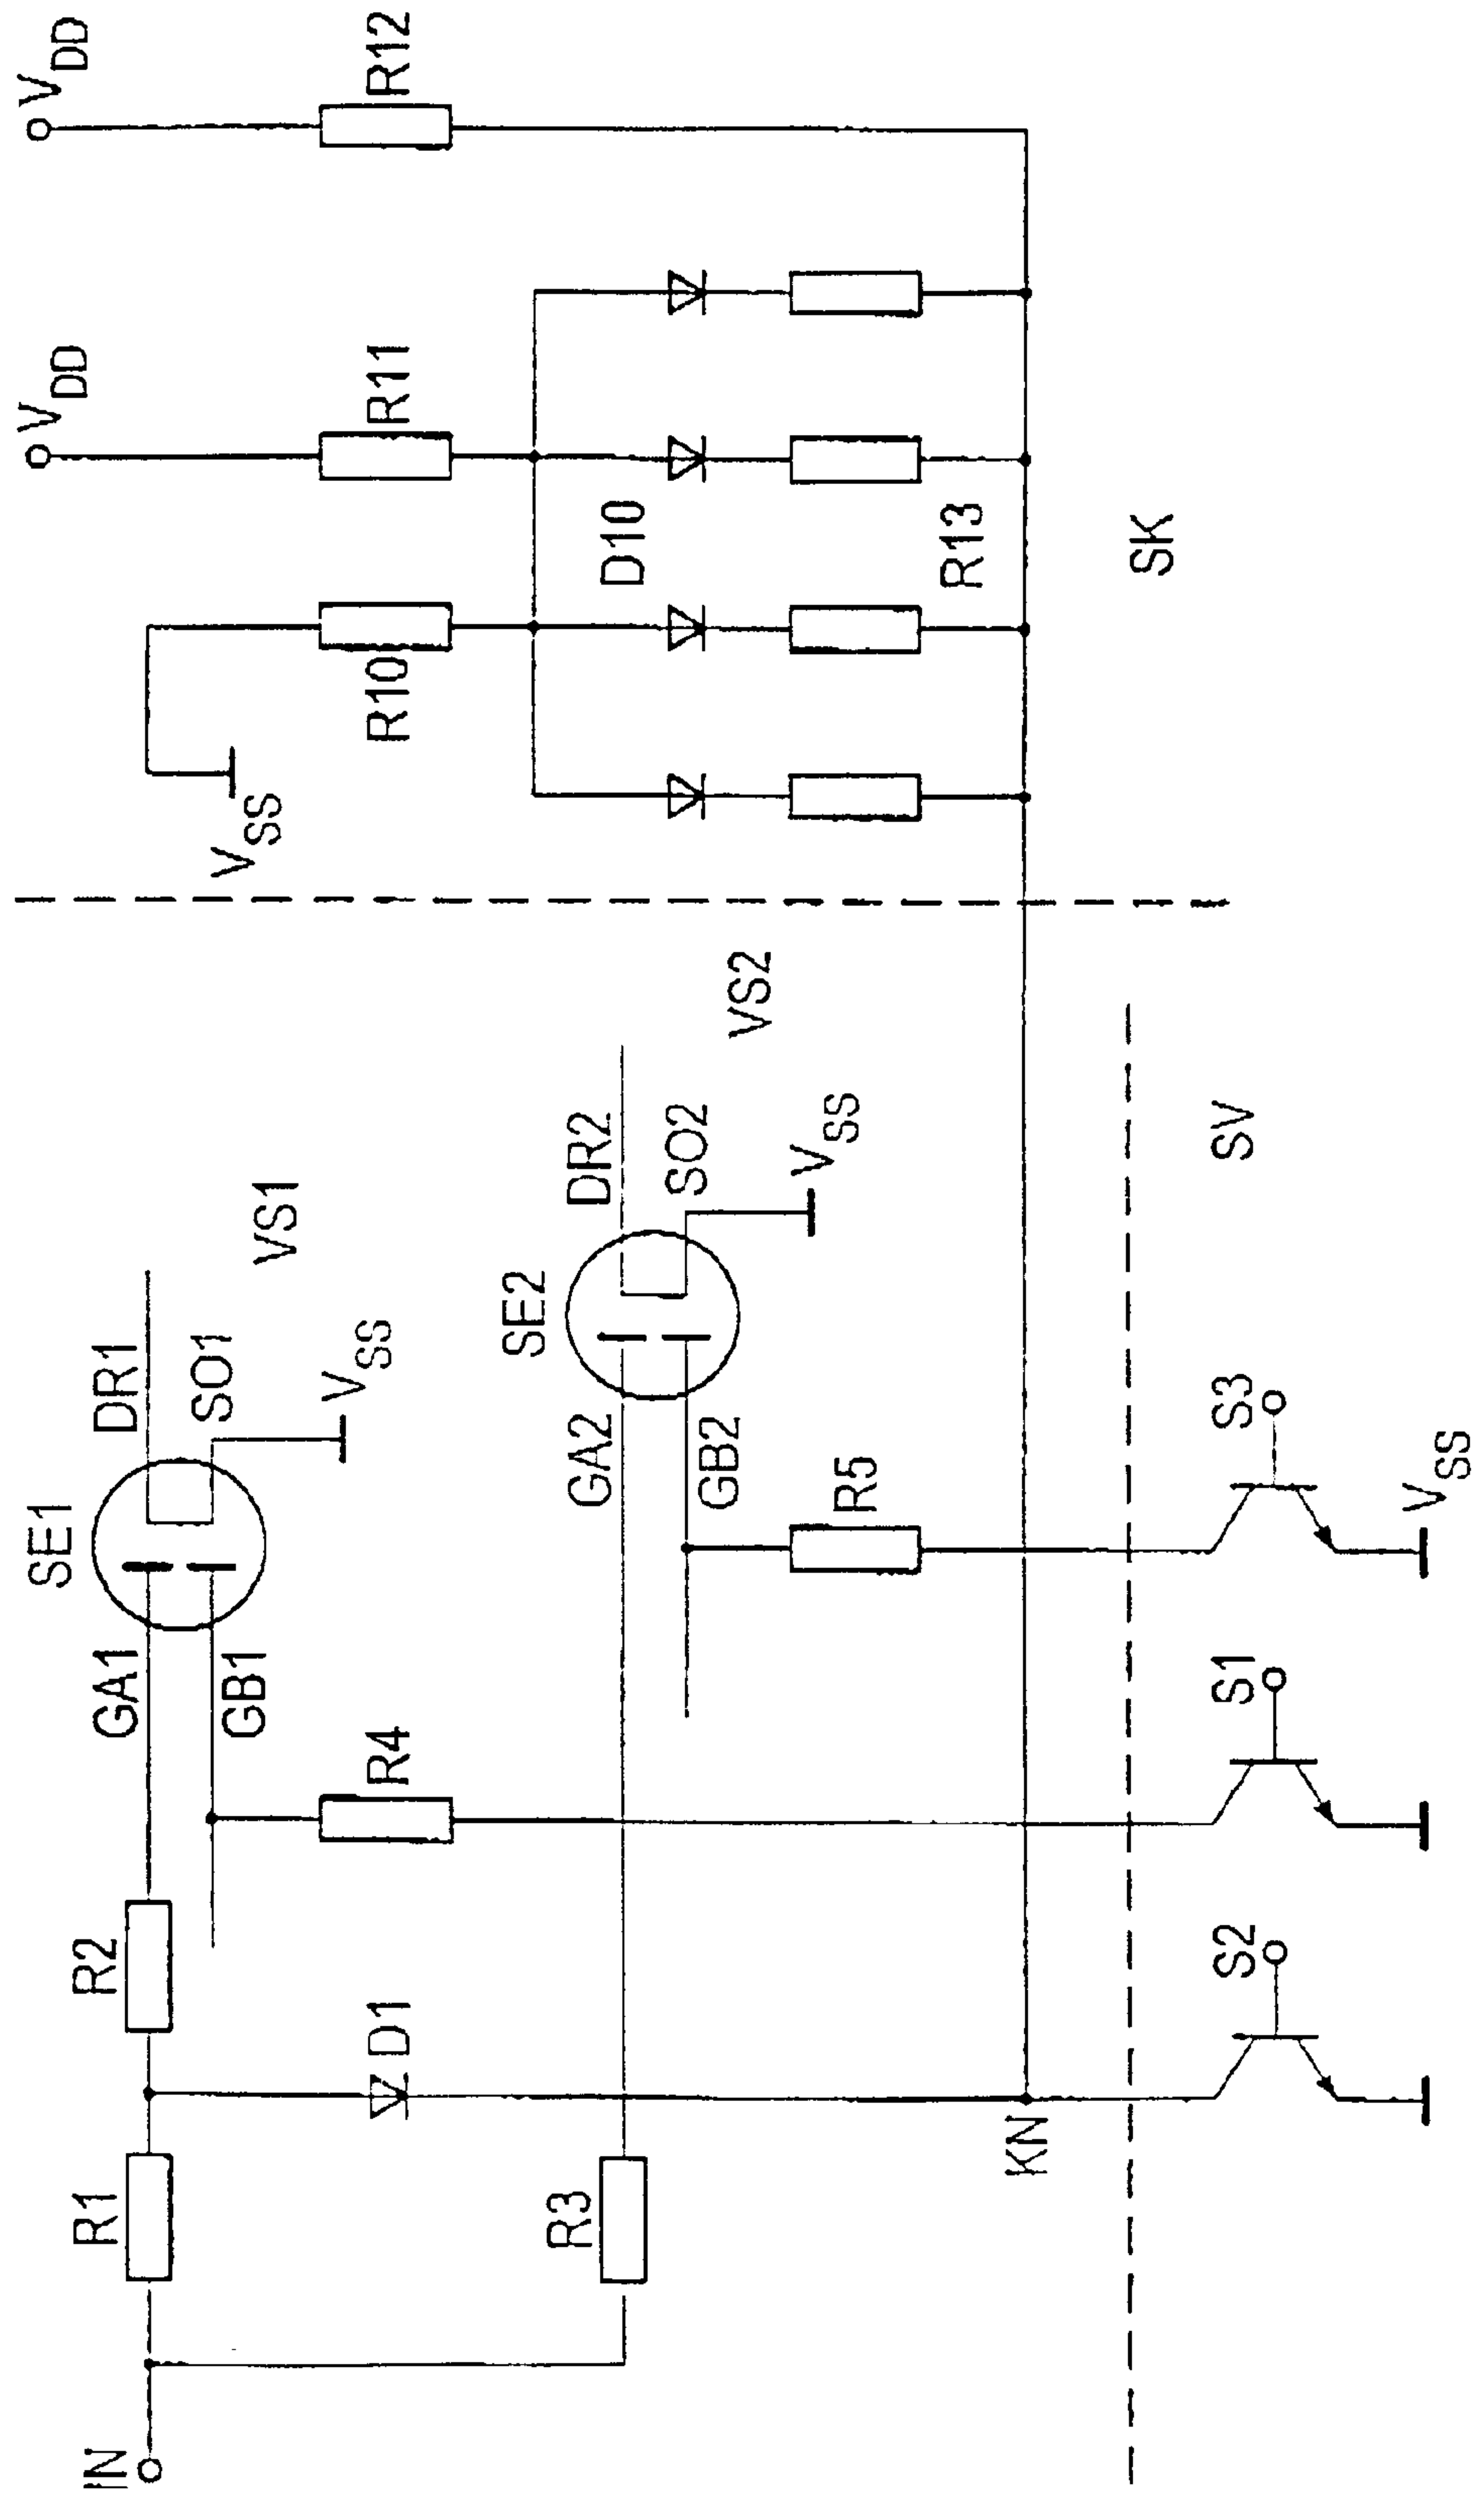 IN
R1
R2
GA1
GB1
SE1
DR1
SO1
VSS
VS1
D1
R4
R3
GA2
GB2
SE2
DR2
SO2
VSS
VS2
R5
KN
S2
S1
S3
VSS
SV
VSS
R10
R11
VDD
R12
VDD
D10
R13
SK